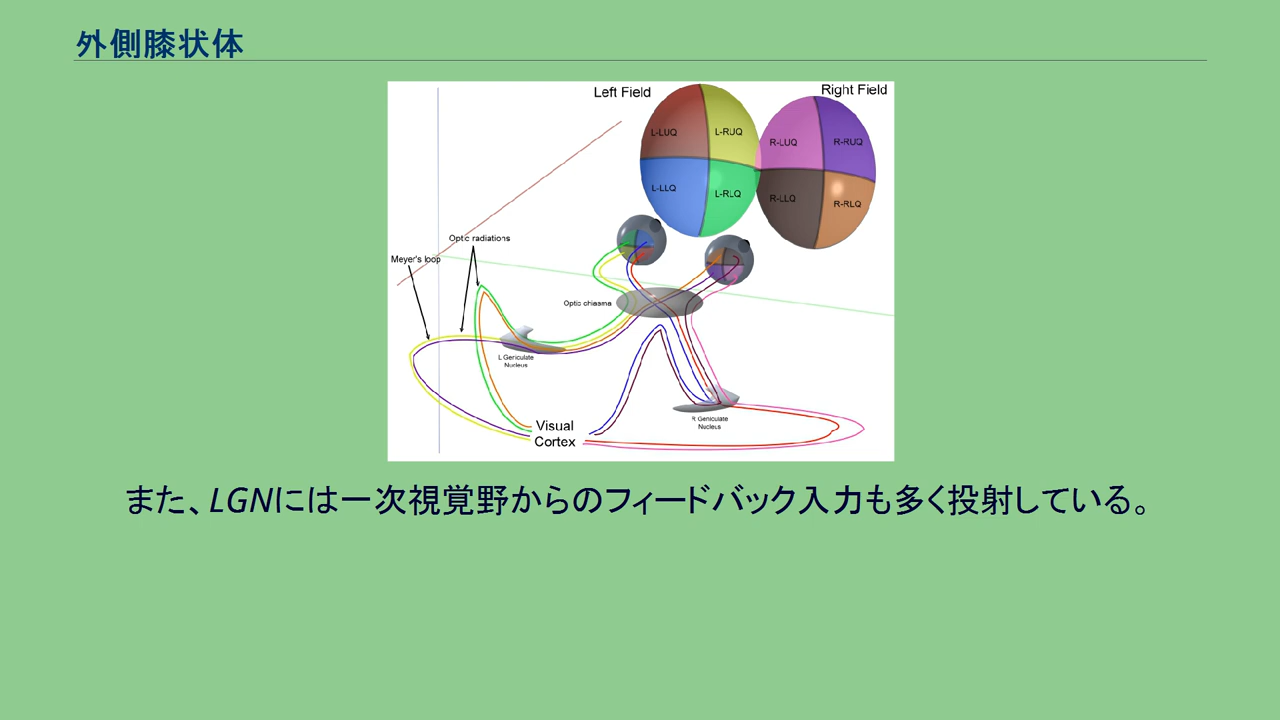 外側膝状体
Left Field
Right Field
L-LUQ
L-RUQ
R-LUQ
R-RUQ
L-LLQ
L-RLQ
R-LLQ
R-RLQ
Optic radiations
Meyer's loop
Optic chiasma
L Geniculate
Nucleus
R Geniculate
Nucleus
Visual
Cortex
また、LGNには一次視覚野からのフィードバック入力も多く投射している。